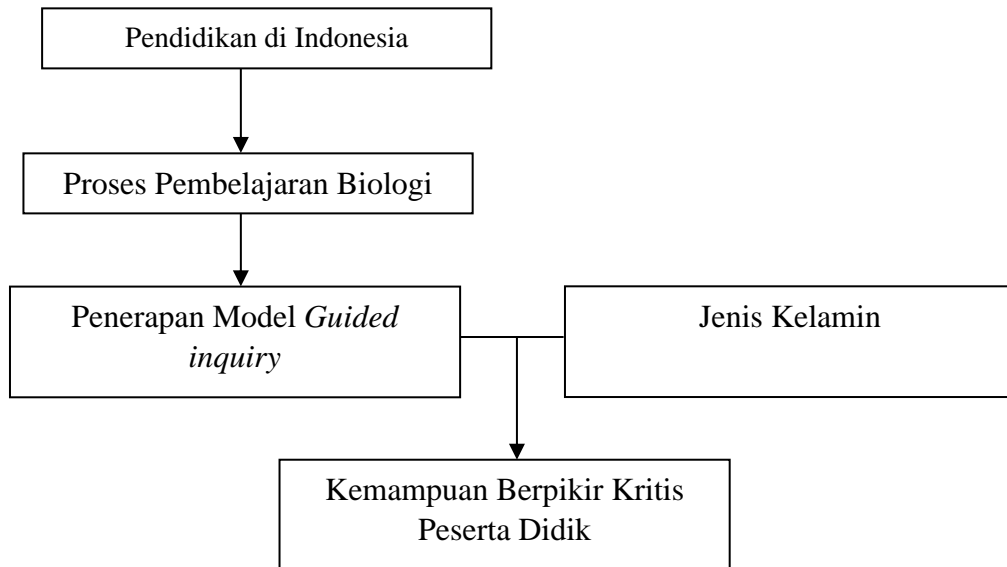 Pendidikan di Indonesia
Proses Pembelajaran Biologi
Penerapan Model Guided
inquiry
Jenis Kelamin
Kemampuan Berpikir Kritis
Peserta Didik